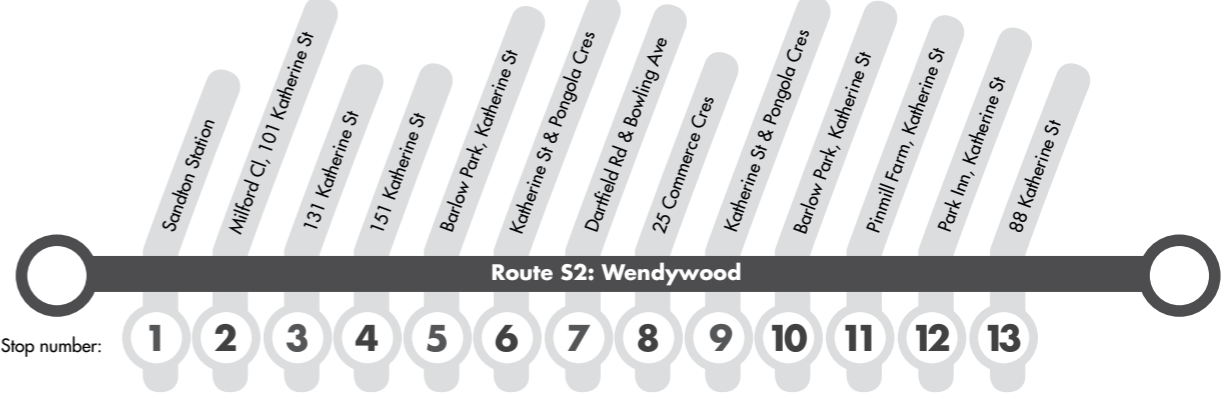 Sandton Station
Milford Cl, 101 Katherine St
131 Katherine St
151 Katherine St
Barlow Park, Katherine St
Katherine St & Pongola Cres
Dartfield Rd & Bowling Ave
25 Commerce Cres
Katherine St & Pongola Cres
Barlow Park, Katherine St
Pinmill Farm, Katherine St
Park Inn, Katherine St
88 Katherine St
Route S2: Wendywood
Stop number: 1 2 3 4 5 6 7 8 9 10 11 12 13